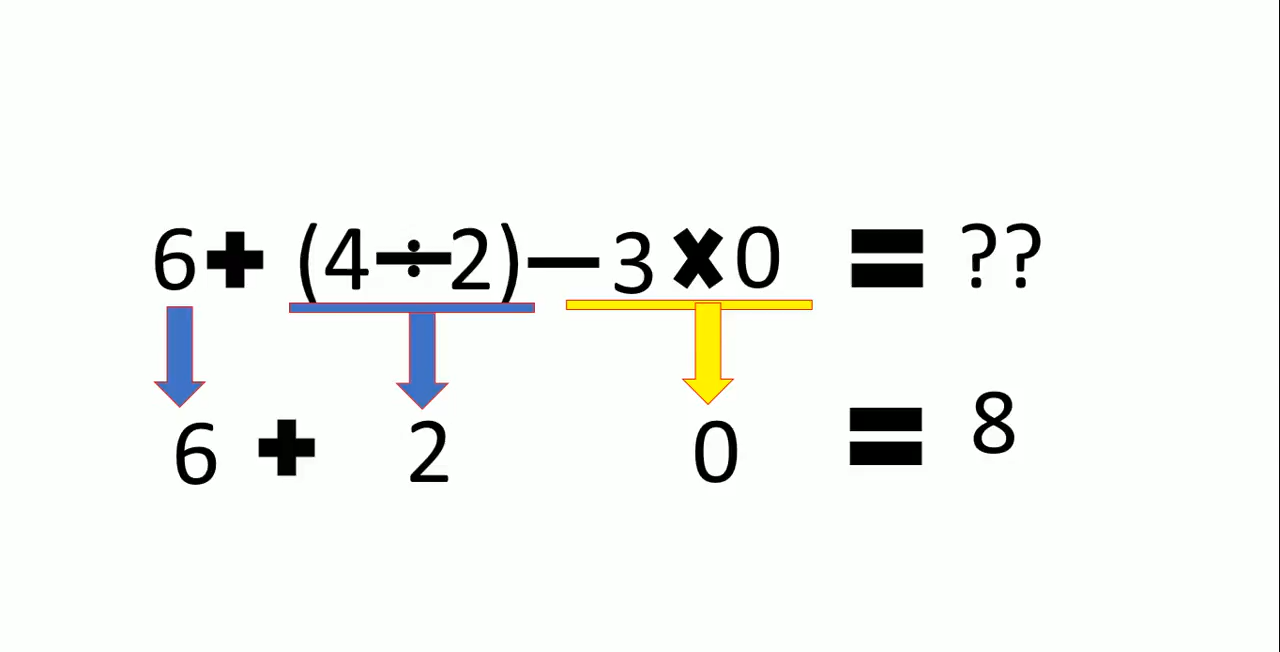 6+ (4÷2)−3×0 = ??
6 + 2 0 = 8